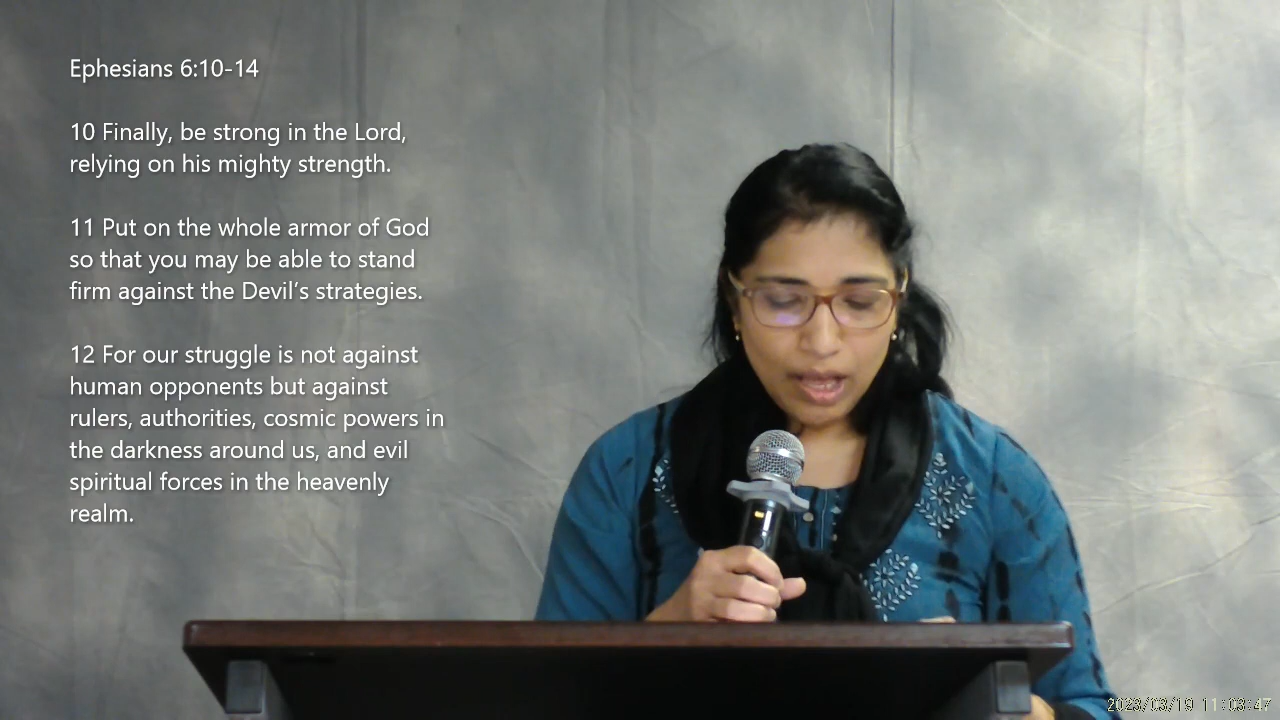 Ephesians 6:10-14
10 Finally, be strong in the Lord,
relying on his mighty strength.
11 Put on the whole armor of God
so that you may be able to stand
firm against the Devil’s strategies.
12 For our struggle is not against
human opponents but against
rulers, authorities, cosmic powers in
the darkness around us, and evil
spiritual forces in the heavenly
realm.